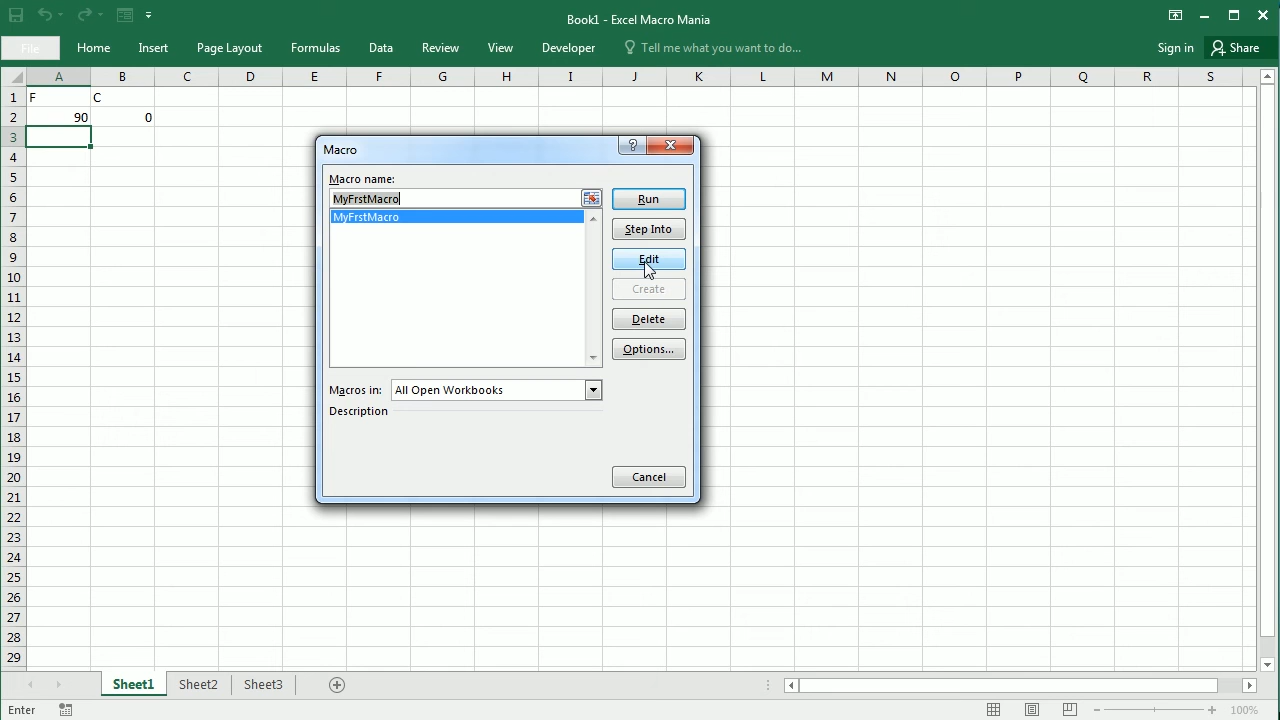 Book1 - Excel Macro Mania
File Home Insert Page Layout Formulas Data Review View Developer Tell me what you want to do... Sign in Share
A B C D E F G H I J K L M N O P Q R S
1 F C
2 90 0
3
4
5
6
7
8
9
10
11
12
13
14
15
16
17
18
19
20
21
22
23
24
25
26
27
28
29
Macro ?
Macro name:
MyFrstMacro Run
MyFrstMacro
Step Into
Edit
Create
Delete
Options...
Macros in: All Open Workbooks
Description
Cancel
Sheet1 Sheet2 Sheet3
Enter 100%